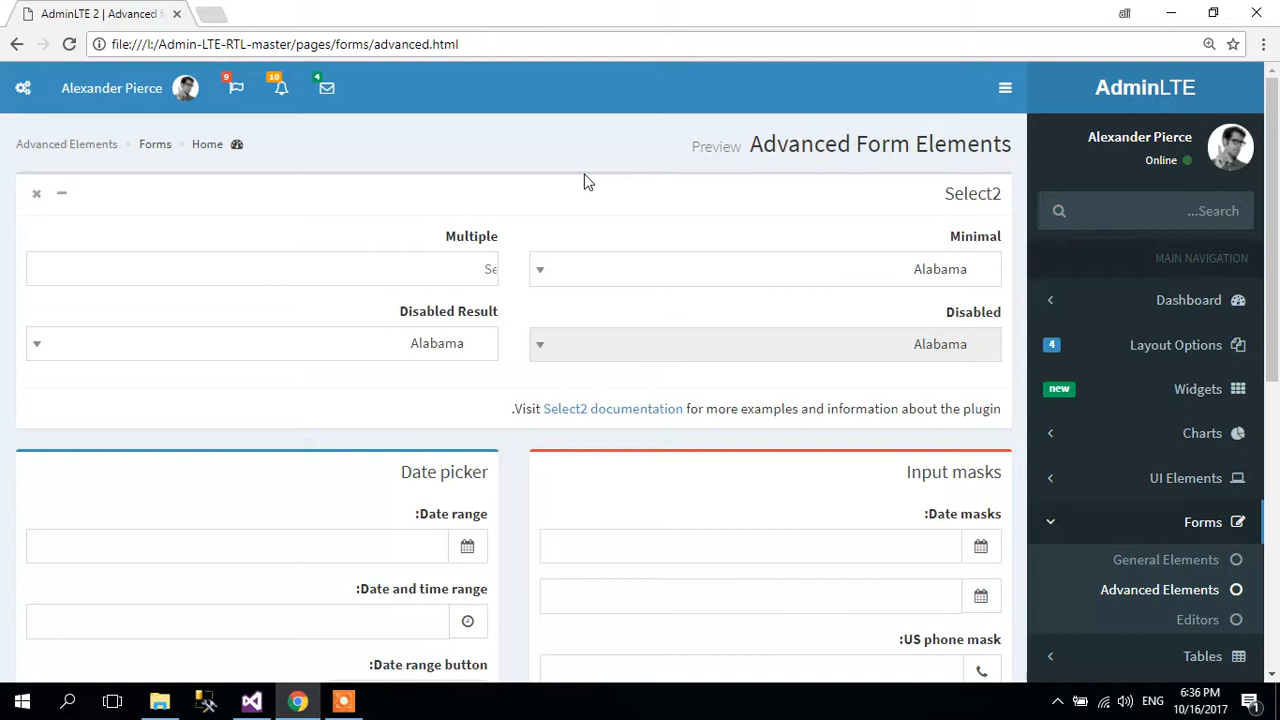 AdminLTE 2 | Advanced f
file:///I:/Admin-LTE-RTL-master/pages/forms/advanced.html
Alexander Pierce
9
10
4
AdminLTE
Advanced Elements < Forms < Home
Advanced Form Elements Preview
Alexander Pierce
Online
Search...
MAIN NAVIGATION
Dashboard
Layout Options 4
Widgets new
Charts
UI Elements
Forms
General Elements
Advanced Elements
Editors
Tables
Select2
Minimal
Alabama
Multiple
Se
Disabled
Alabama
Disabled Result
Alabama
.Visit Select2 documentation for more examples and information about the plugin
Input masks
:Date masks
:US phone mask
Date picker
:Date range
:Date and time range
:Date range button
ENG
6:36 PM
10/16/2017
1